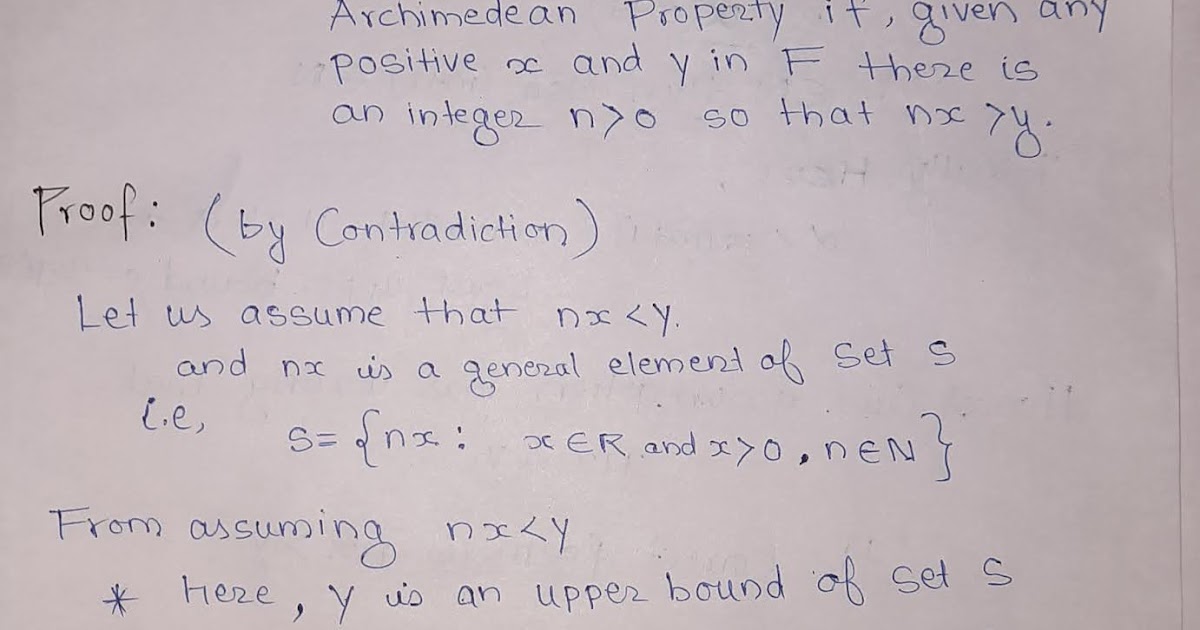 Archimedean Property if, given any
positive x and y in F there is
an integer n>0 so that nx >y.
Proof: (by Contradiction)
Let us assume that nx <y.
and nx is a general element of set S
i.e,
S= {nx : x∈R and x>0, n∈N}
From assuming nx<y
* Here, y is an upper bound of set S